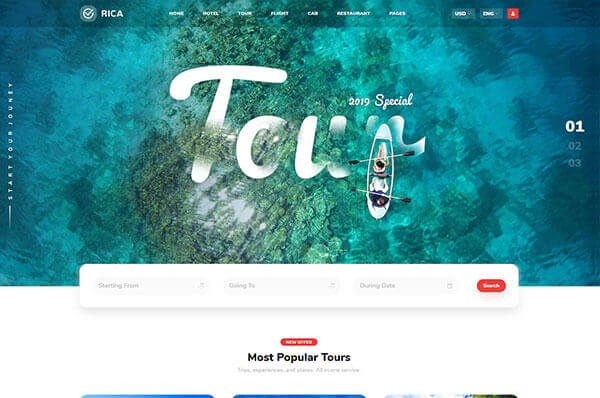 RICA
HOME HOTEL TOUR FLIGHT CAR RESTAURANT PAGES
USD ENG
START YOUR JOUNEY
2019 Special
Tour
01
02
03
Starting From Going To During Date Search
NEW OFFER
Most Popular Tours
Trips, experiences, and places. All in one service